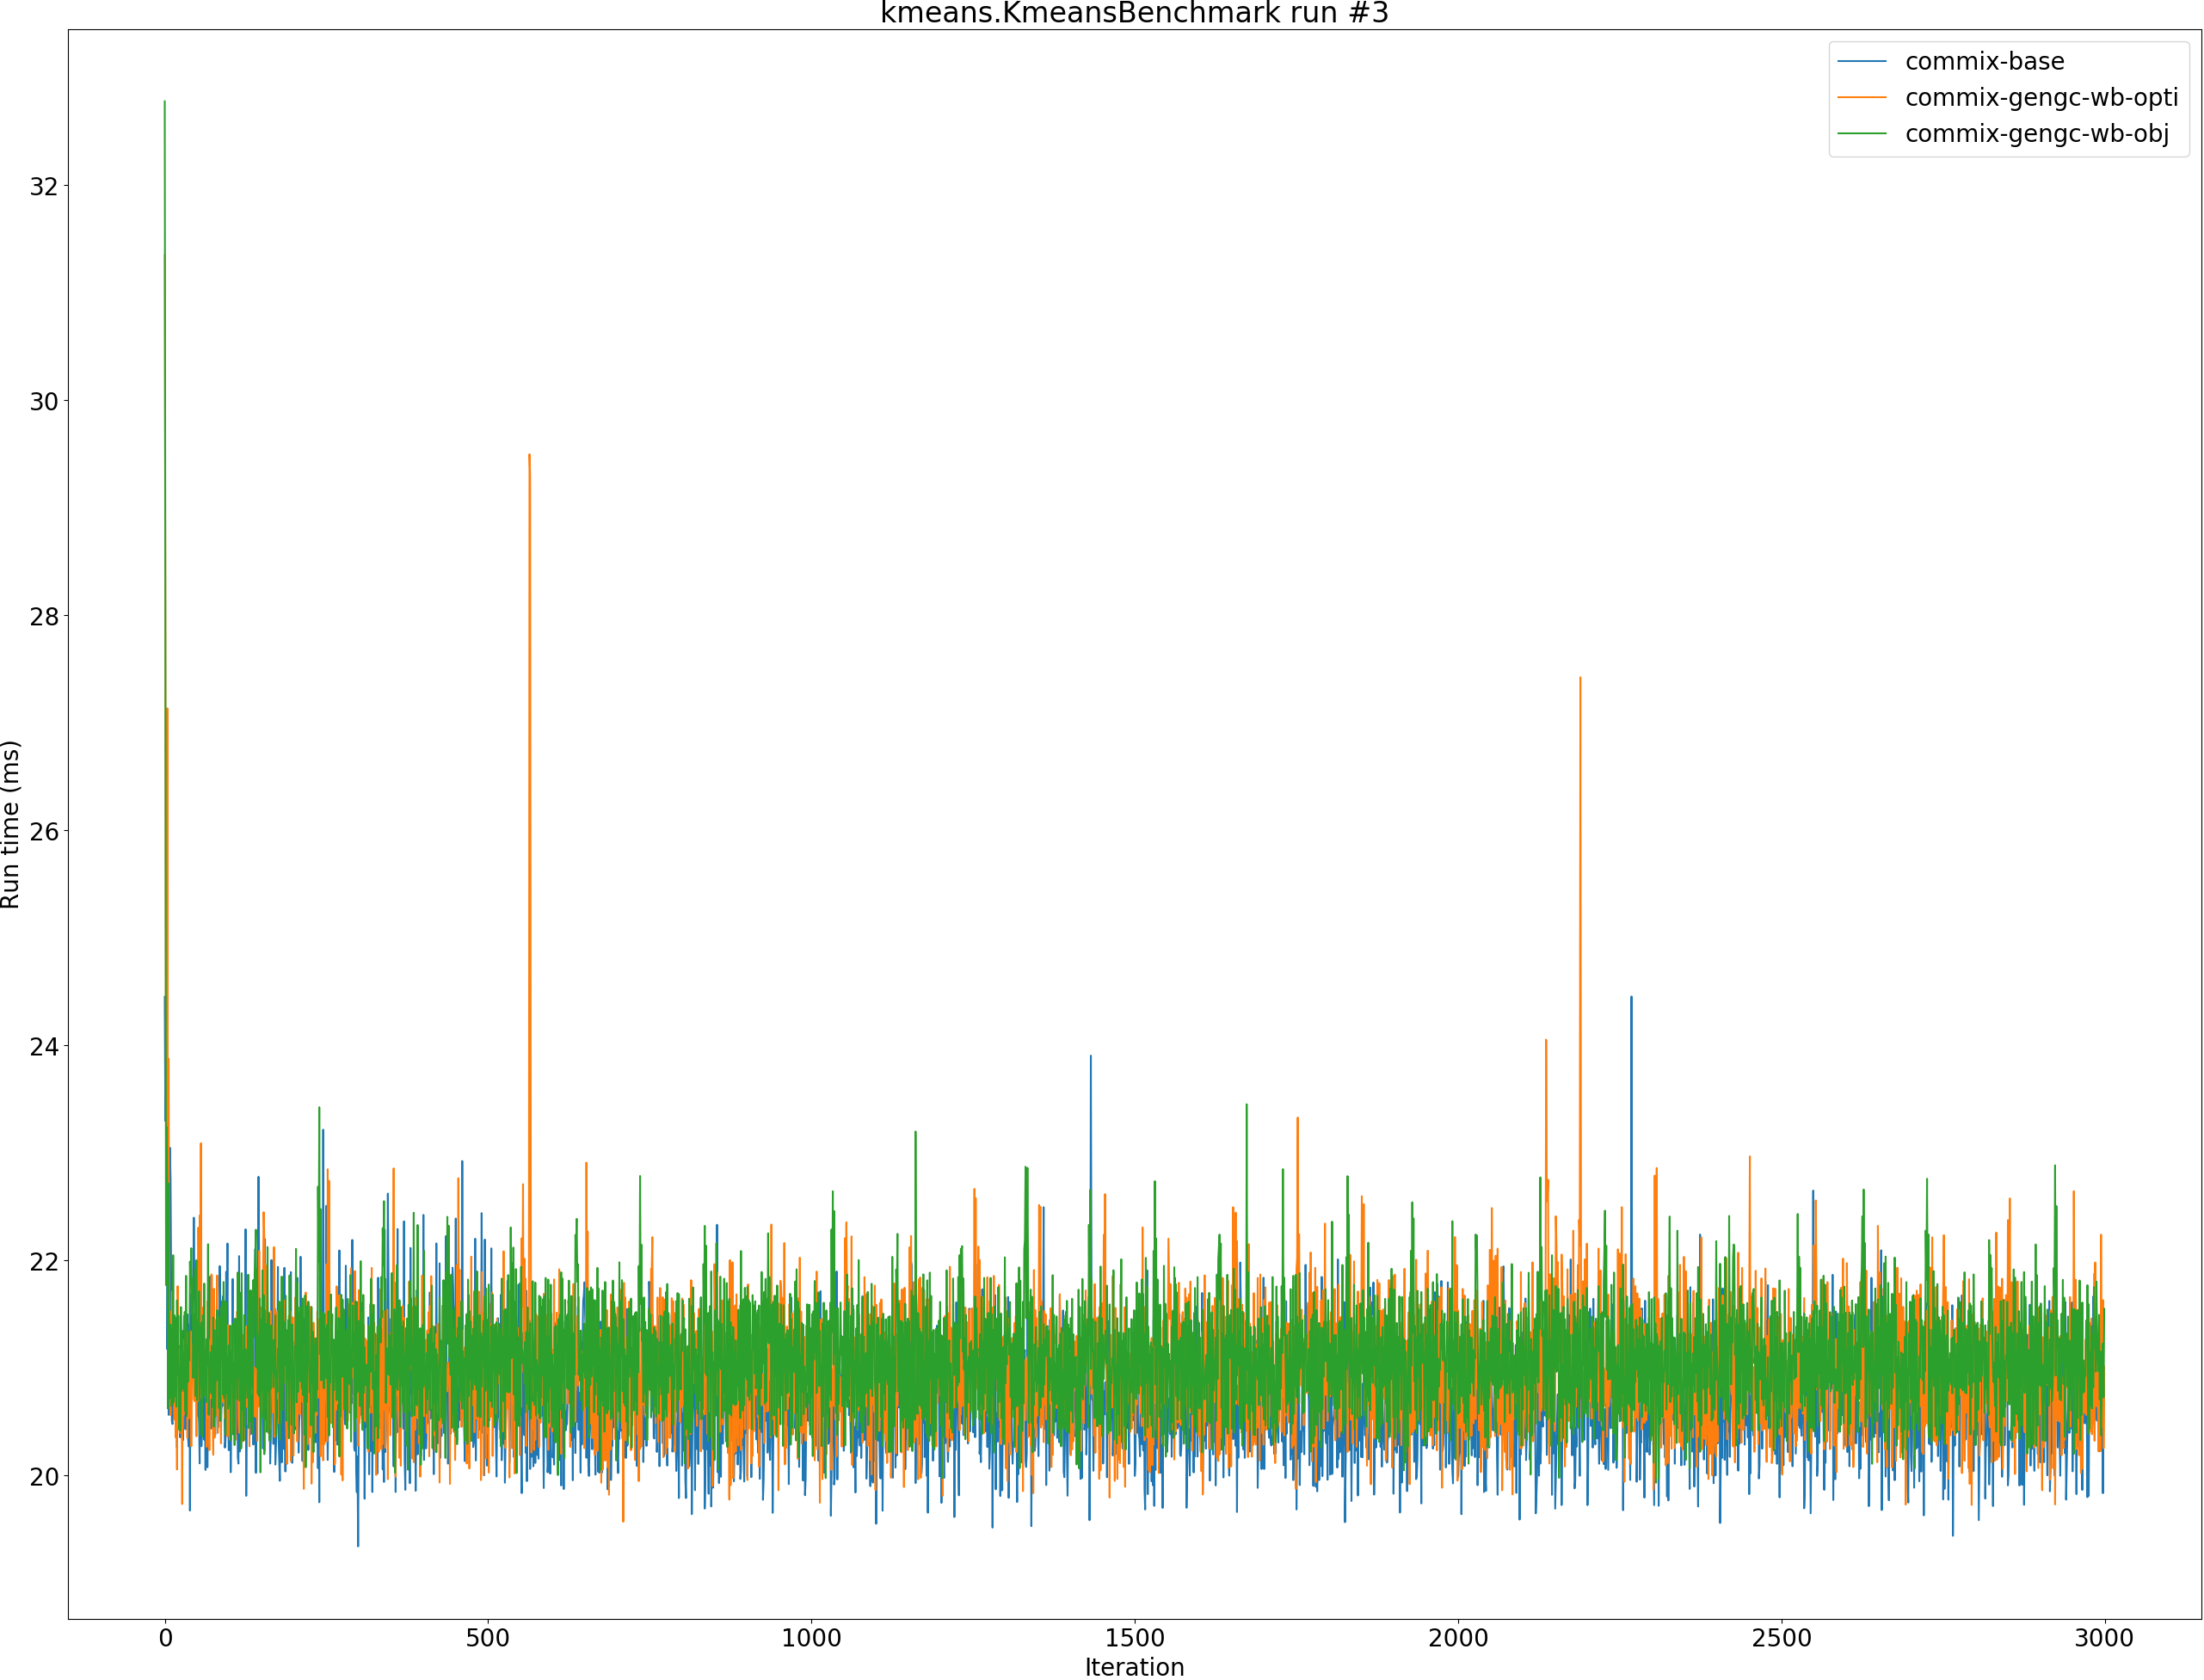 kmeans.KmeansBenchmark run #3
commix-base
commix-gengc-wb-opti
commix-gengc-wb-obj
Run time (ms)
32
30
28
26
24
22
20
0 500 1000 1500 2000 2500 3000
Iteration